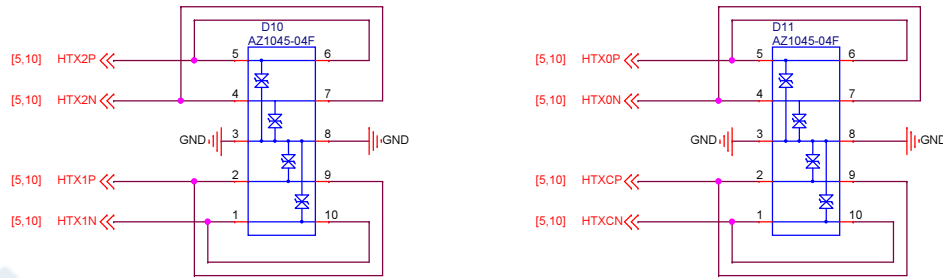 D10
AZ1045-04F
[5,10] HTX2P 5 6
[5,10] HTX2N 4 7
GND 3 8 GND
[5,10] HTX1P 2 9
[5,10] HTX1N 1 10
D11
AZ1045-04F
[5,10] HTX0P 5 6
[5,10] HTX0N 4 7
GND 3 8 GND
[5,10] HTXCP 2 9
[5,10] HTXCN 1 10